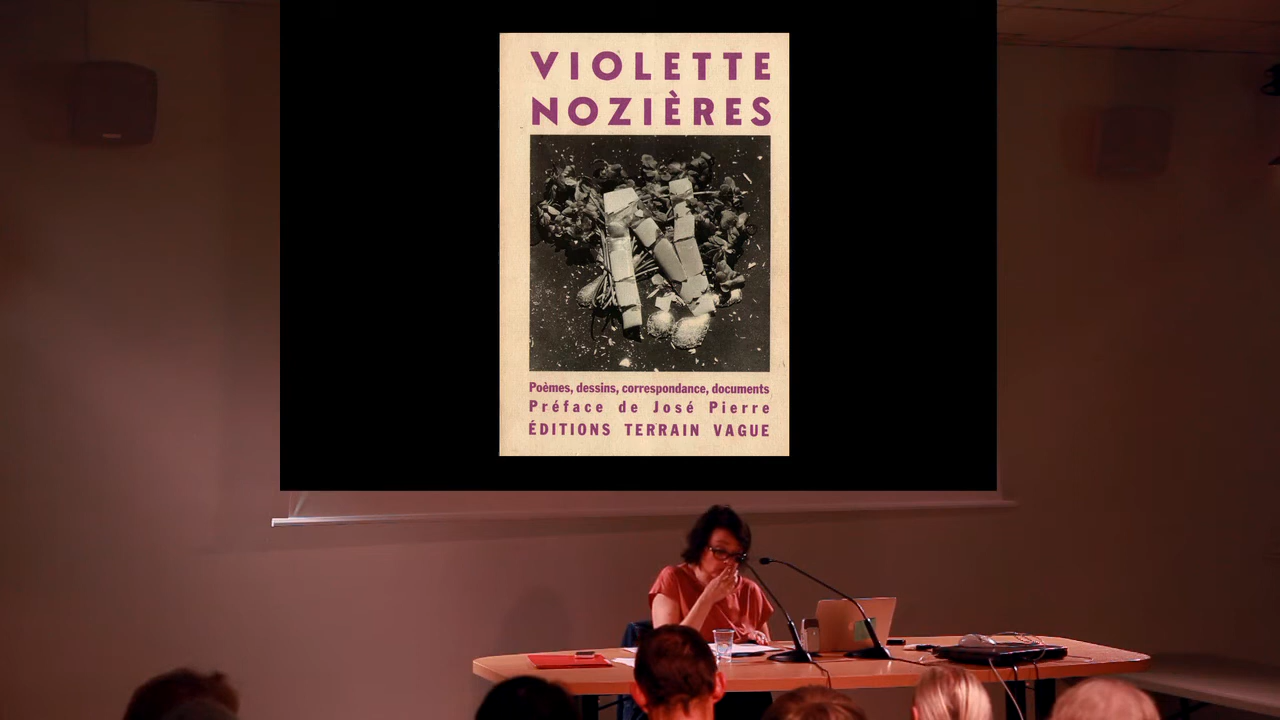 VIOLETTE
NOZIÈRES
Poèmes, dessins, correspondance, documents
Préface de José Pierre
ÉDITIONS TERRAIN VAGUE